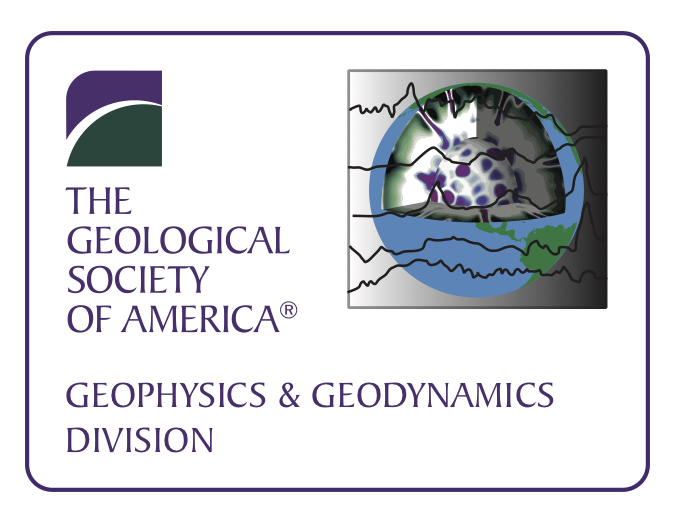 THE
GEOLOGICAL
SOCIETY
OF AMERICA®
GEOPHYSICS & GEODYNAMICS
DIVISION